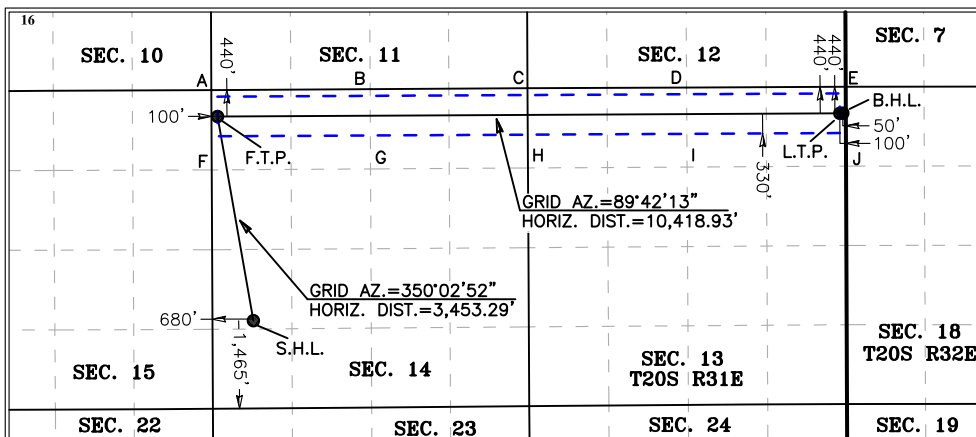 16
SEC. 10
SEC. 11
SEC. 12
SEC. 7
440'
440'
440'
A
B
C
D
E
B.H.L.
100'
F.T.P.
L.T.P.
50'
100'
F
G
H
I
J
330'
GRID AZ.=89°42'13"
HORIZ. DIST.=10,418.93'
GRID AZ.=350°02'52"
HORIZ. DIST.=3,453.29'
680'
S.H.L.
1,465'
SEC. 15
SEC. 14
SEC. 13
T20S R31E
SEC. 18
T20S R32E
SEC. 22
SEC. 23
SEC. 24
SEC. 19